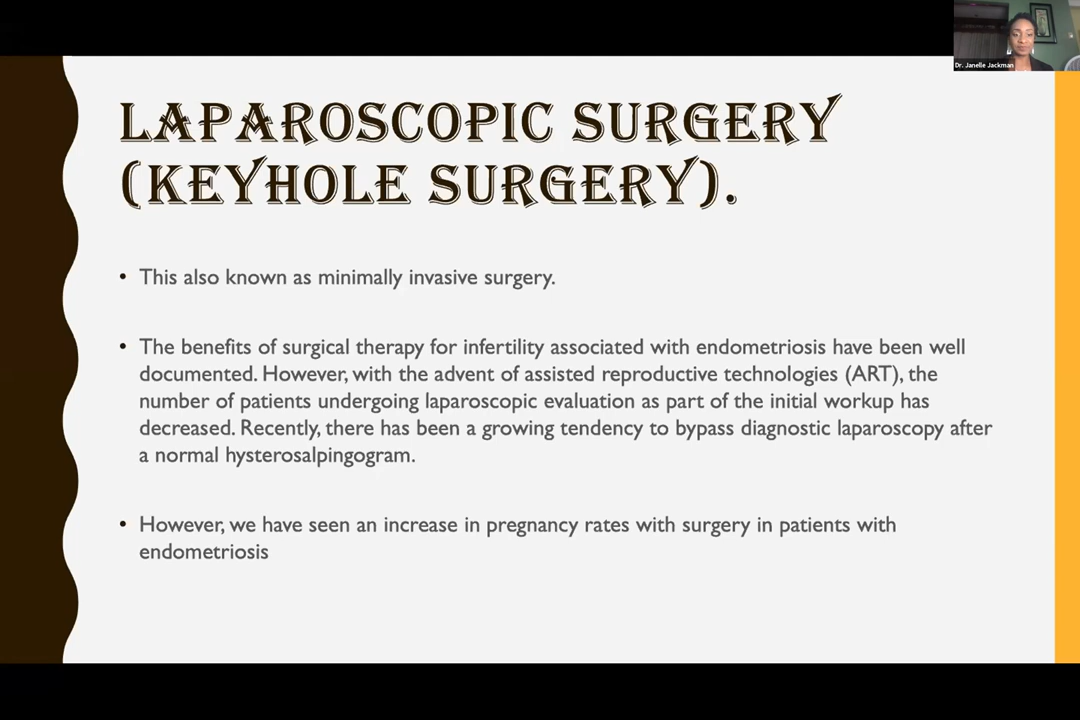 Dr. Janelle Jackman
LAPAROSCOPIC SURGERY
(KEYHOLE SURGERY).
• This also known as minimally invasive surgery.
• The benefits of surgical therapy for infertility associated with endometriosis have been well
documented. However, with the advent of assisted reproductive technologies (ART), the
number of patients undergoing laparoscopic evaluation as part of the initial workup has
decreased. Recently, there has been a growing tendency to bypass diagnostic laparoscopy after
a normal hysterosalpingogram.
• However, we have seen an increase in pregnancy rates with surgery in patients with
endometriosis